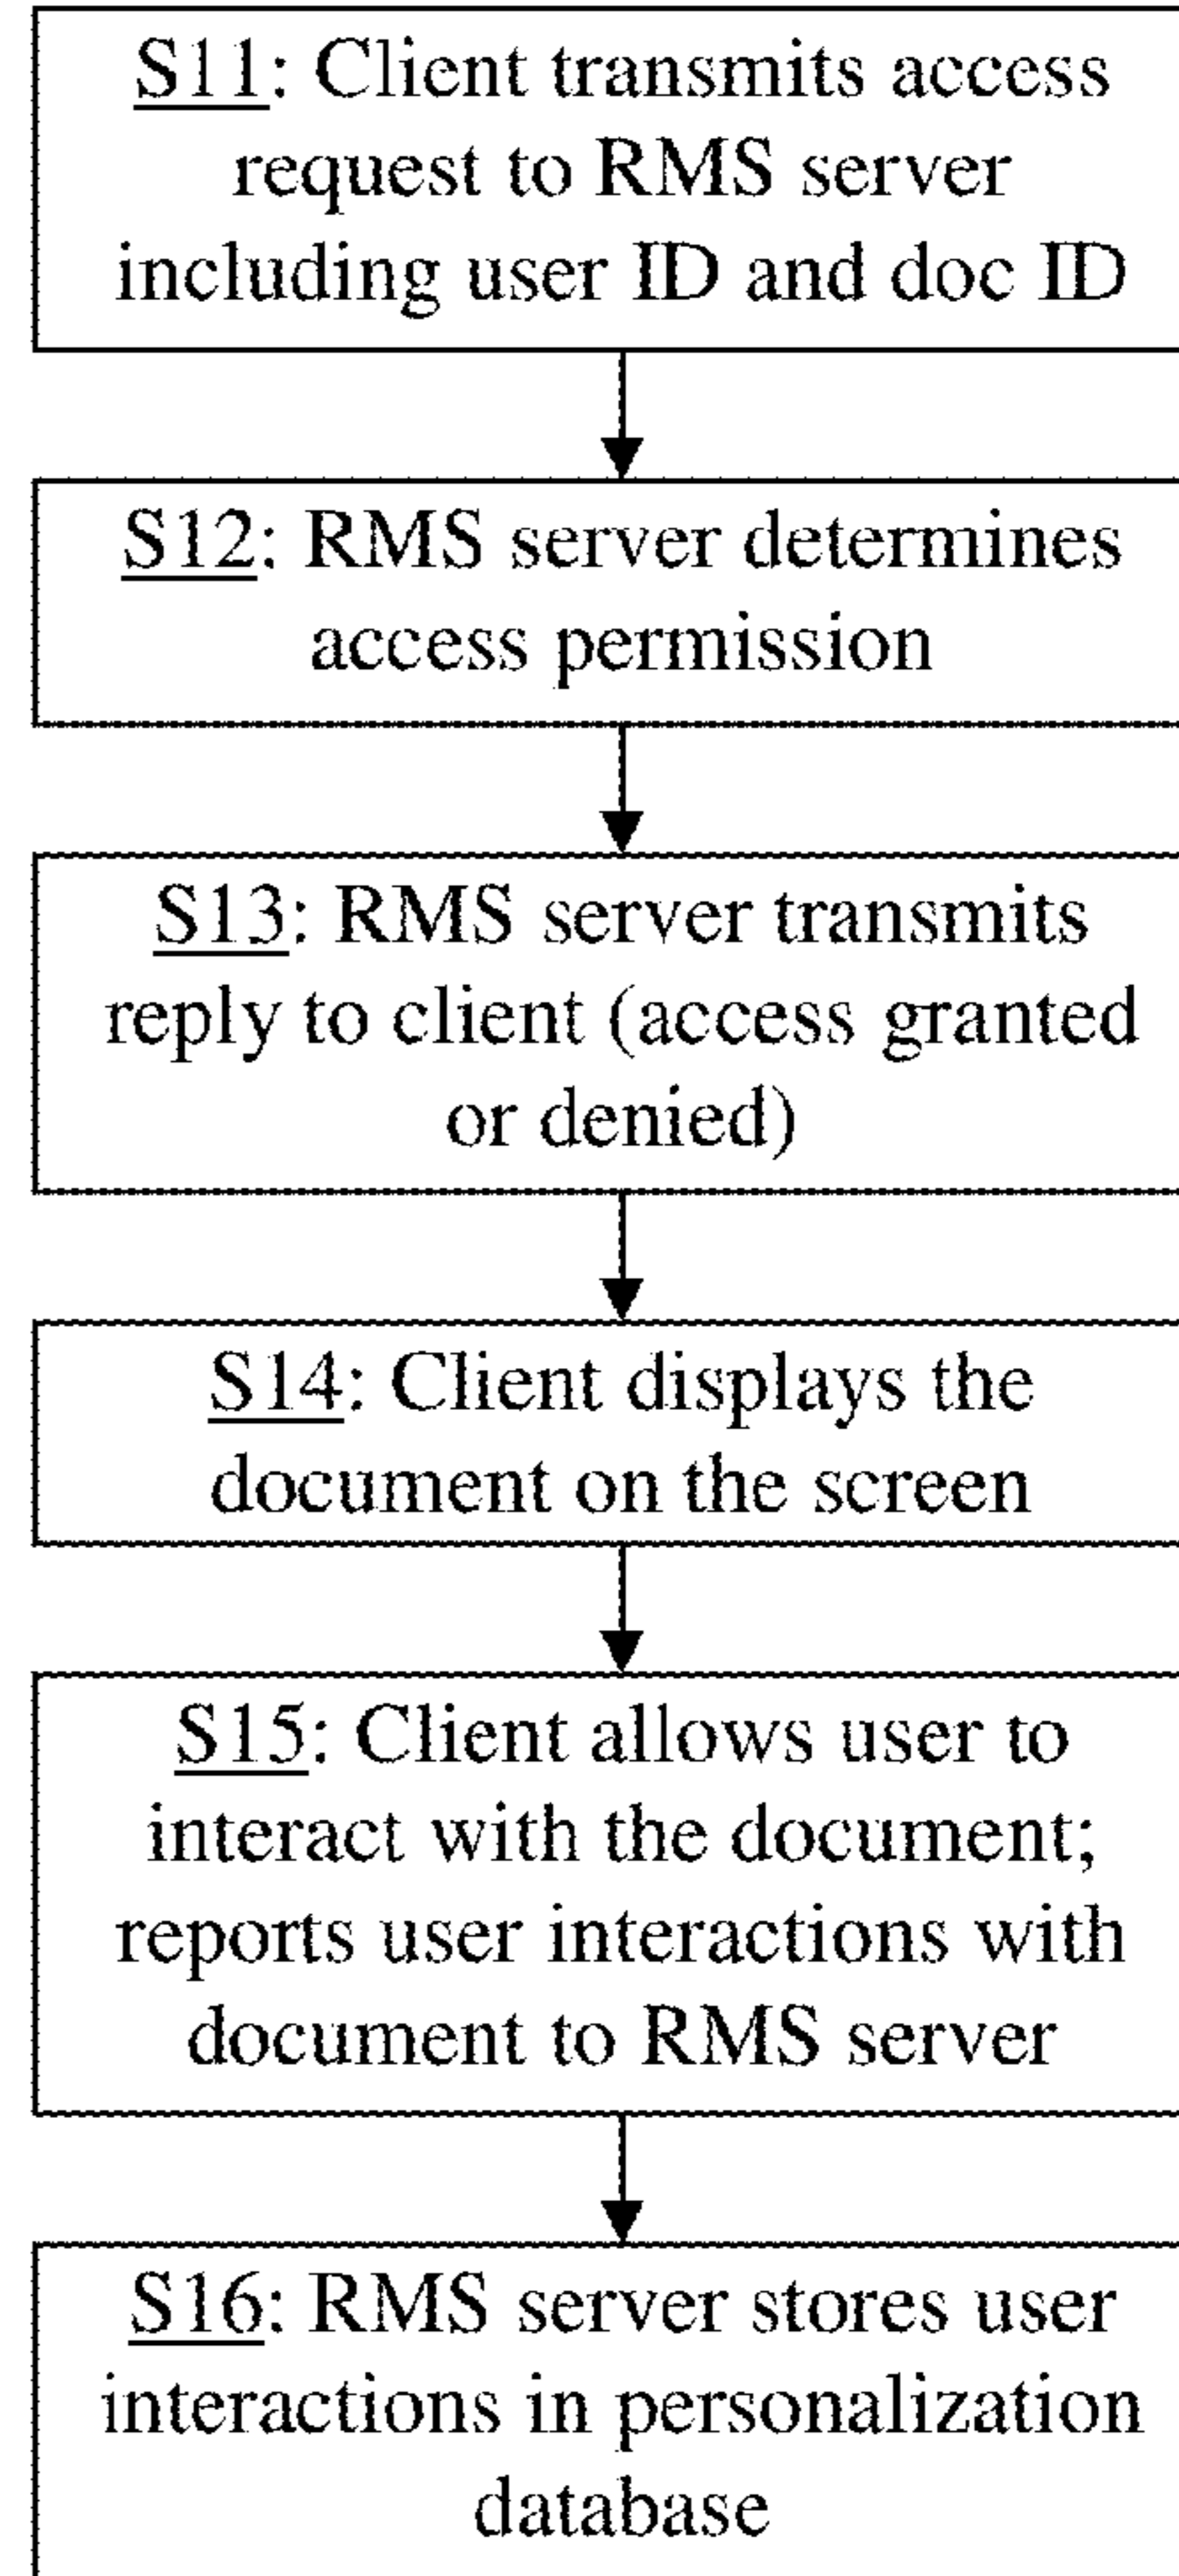 S11: Client transmits access
request to RMS server
including user ID and doc ID
S12: RMS server determines
access permission
S13: RMS server transmits
reply to client (access granted
or denied)
S14: Client displays the
document on the screen
S15: Client allows user to
interact with the document;
reports user interactions with
document to RMS server
S16: RMS server stores user
interactions in personalization
database